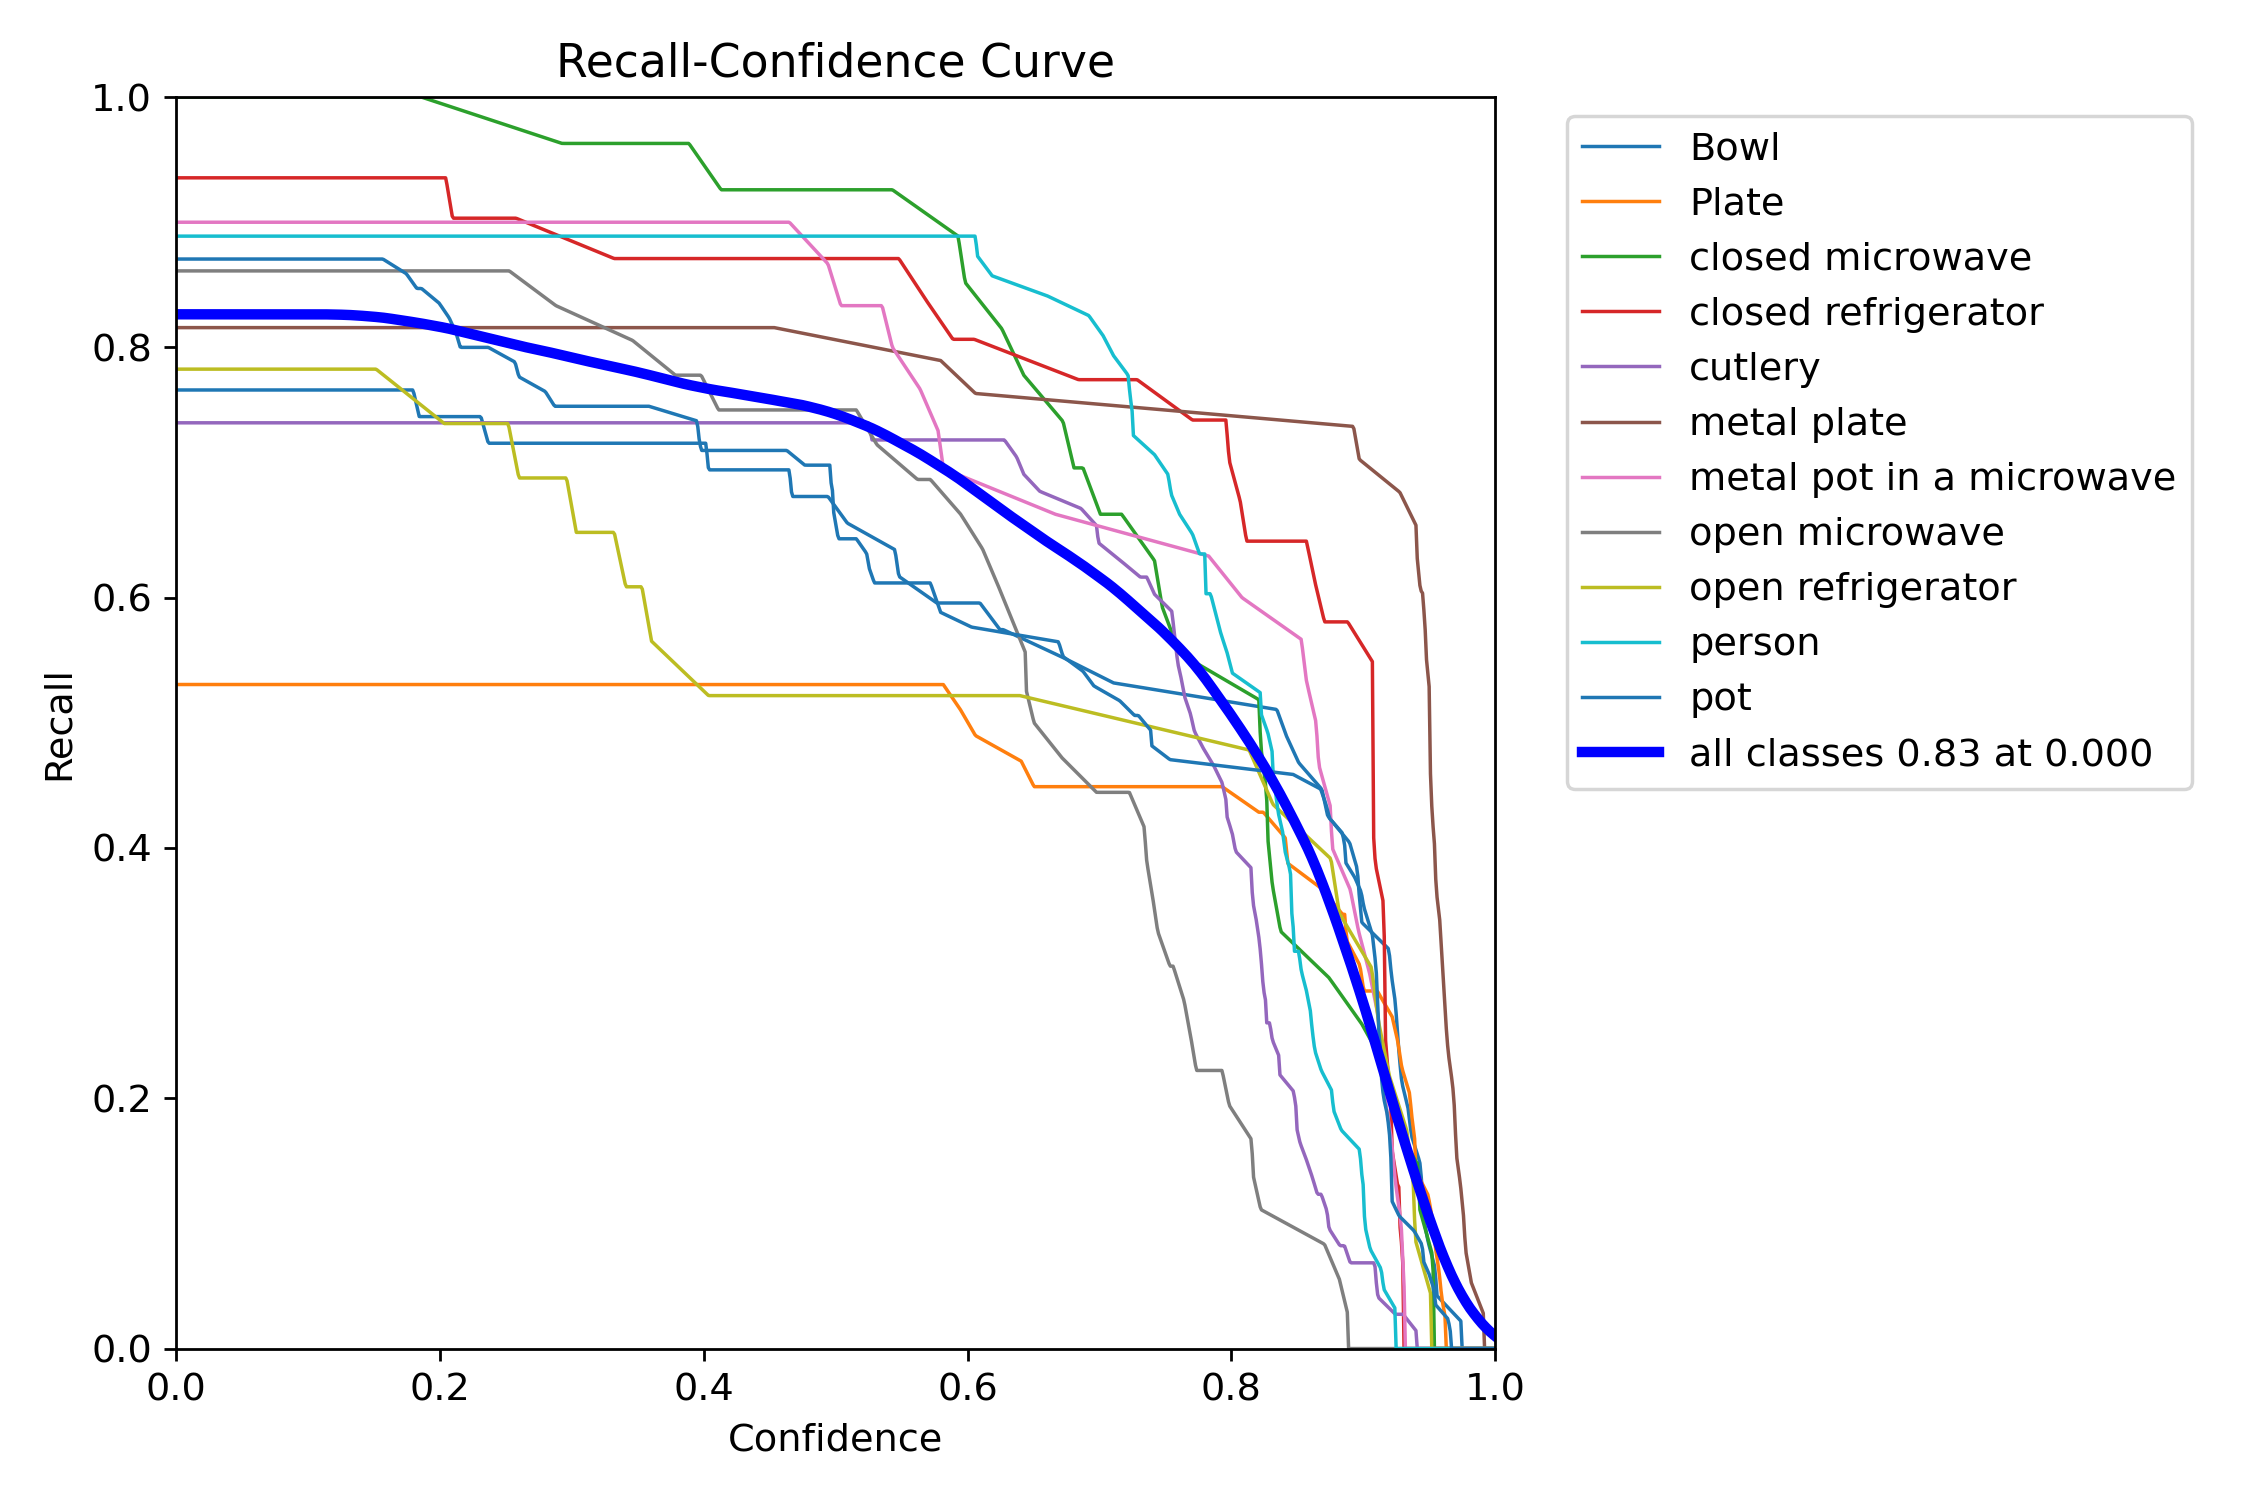 Recall-Confidence Curve
1.0
0.8
0.6
0.4
0.2
0.0
Recall
0.0 0.2 0.4 0.6 0.8 1.0
Confidence
Bowl
Plate
closed microwave
closed refrigerator
cutlery
metal plate
metal pot in a microwave
open microwave
open refrigerator
person
pot
all classes 0.83 at 0.000